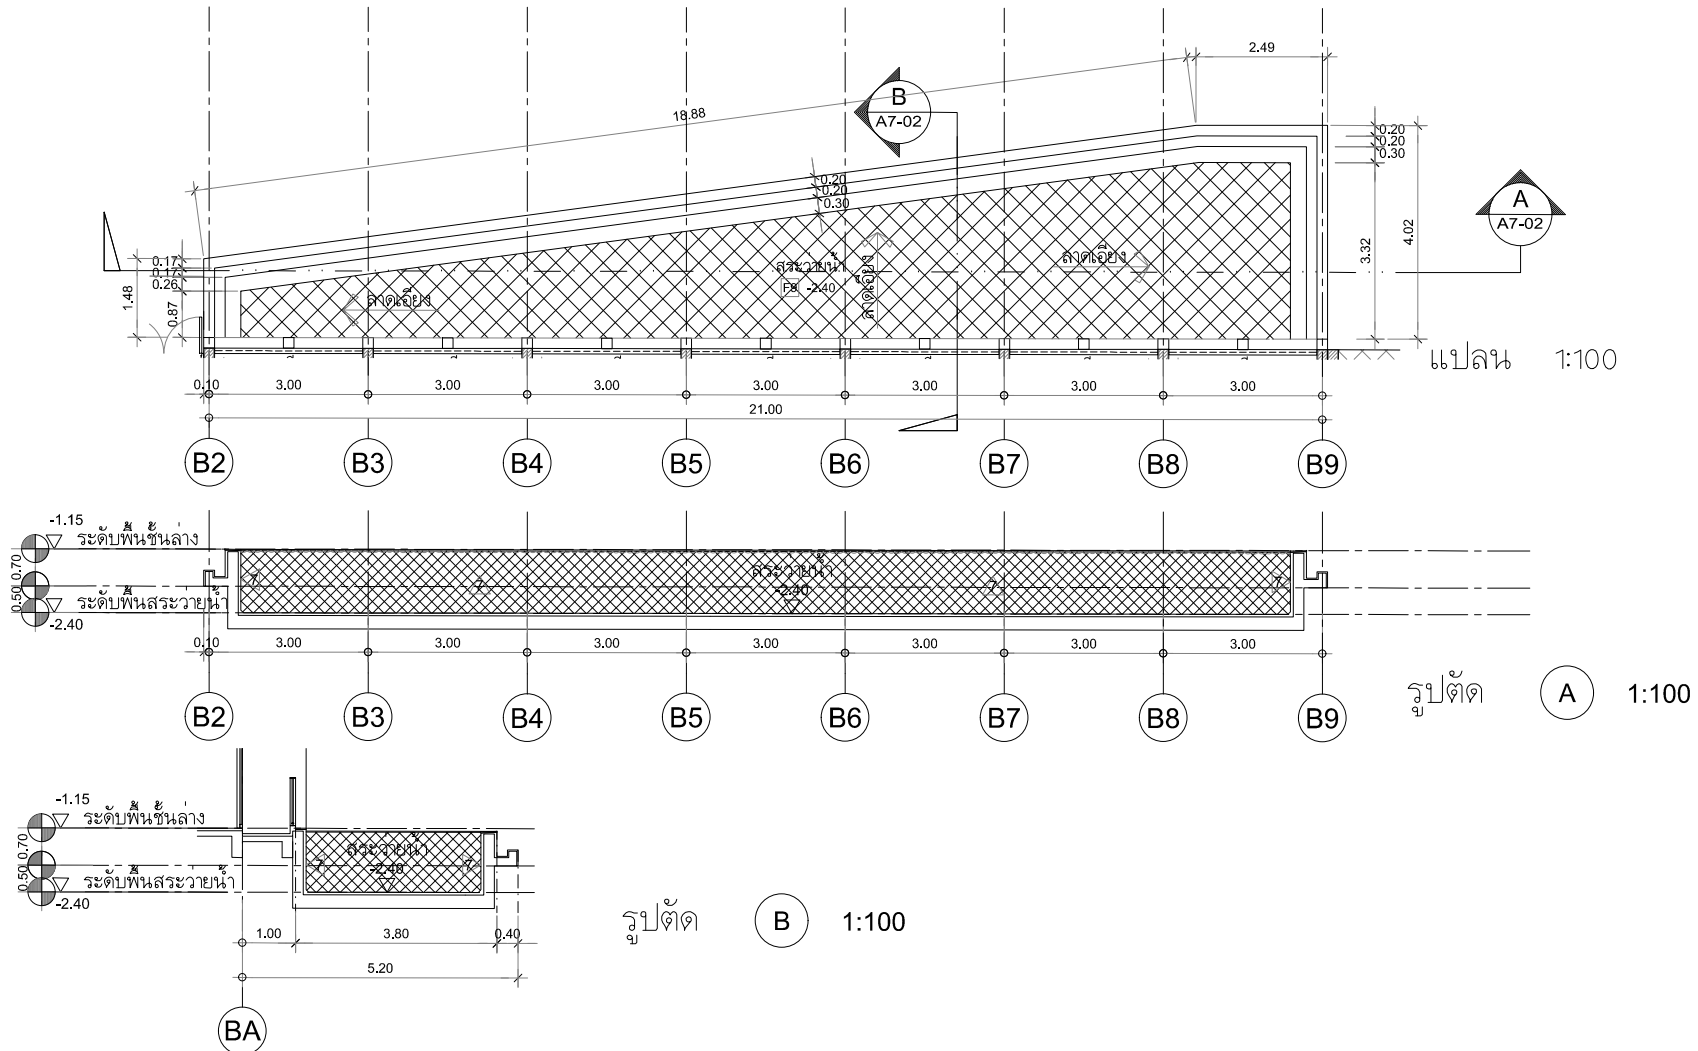 2.49
18.88
B
A7-02
0.20
0.20
0.30
0.20
0.20
0.30
A
A7-02
4.02
3.32
0.17
0.17
0.26
1.48
0.87
สระว่ายน้ำ
F9 -2.40
ลาดเอียง
ลาดเอียง
ลาดเอียง
แปลน 1:100
0.10 3.00 3.00 3.00 3.00 3.00 3.00 3.00
21.00
B2 B3 B4 B5 B6 B7 B8 B9
-1.15
ระดับพื้นชั้นล่าง
0.70
0.50
ระดับพื้นสระว่ายน้ำ
-2.40
สระว่ายน้ำ
-2.40
7 7 7 7
0.10 3.00 3.00 3.00 3.00 3.00 3.00 3.00
รูปตัด A 1:100
B2 B3 B4 B5 B6 B7 B8 B9
-1.15
ระดับพื้นชั้นล่าง
0.70
0.50
ระดับพื้นสระว่ายน้ำ
-2.40
สระว่ายน้ำ
-2.40
7 7
รูปตัด B 1:100
1.00 3.80 0.40
5.20
BA